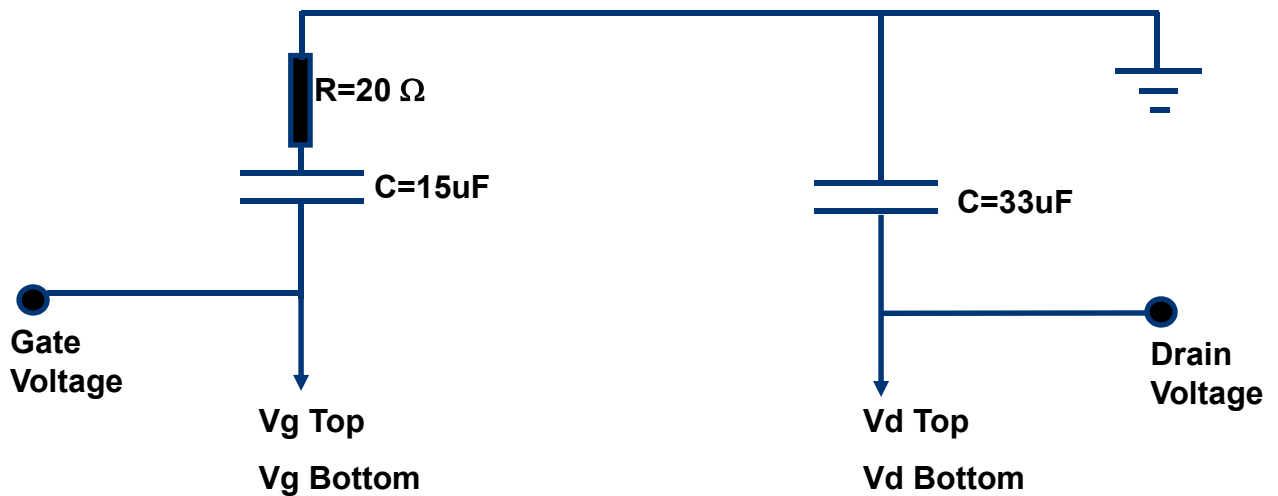 R=20 Ω
C=15uF
C=33uF
Gate
Voltage
Drain
Voltage
Vg Top
Vg Bottom
Vd Top
Vd Bottom